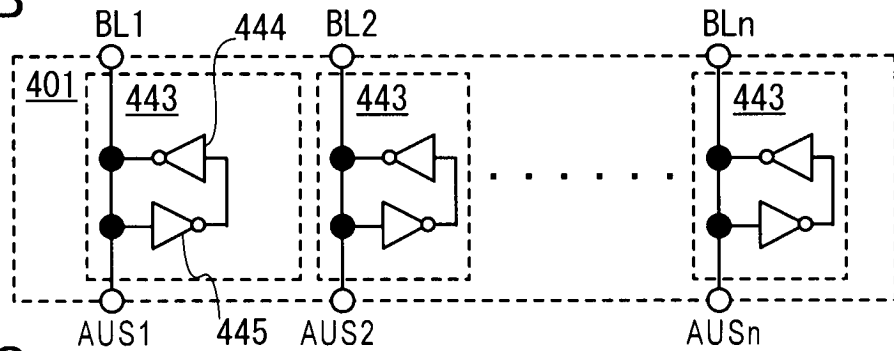 BL1 444 BL2 BLn
401 443 443 443
. . . . . .
AUS1 445 AUS2 AUSn